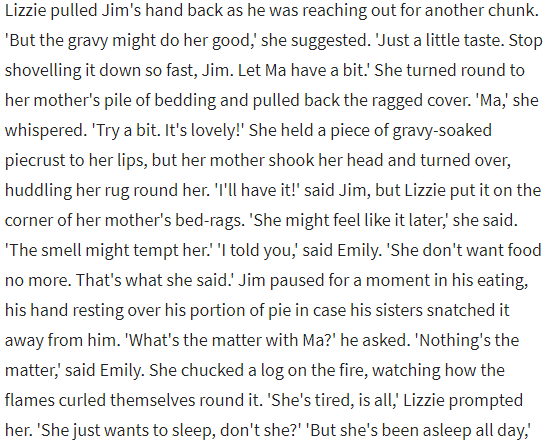 Lizzie pulled Jim's hand back as he was reaching out for another chunk.
'But the gravy might do her good,' she suggested. 'Just a little taste. Stop
shovelling it down so fast, Jim. Let Ma have a bit.' She turned round to
her mother's pile of bedding and pulled back the ragged cover. 'Ma,' she
whispered. 'Try a bit. It's lovely!' She held a piece of gravy-soaked
piecrust to her lips, but her mother shook her head and turned over,
huddling her rug round her. 'I'll have it!' said Jim, but Lizzie put it on the
corner of her mother's bed-rags. 'She might feel like it later,' she said.
'The smell might tempt her.' 'I told you,' said Emily. 'She don't want food
no more. That's what she said.' Jim paused for a moment in his eating,
his hand resting over his portion of pie in case his sisters snatched it
away from him. 'What's the matter with Ma?' he asked. 'Nothing's the
matter,' said Emily. She chucked a log on the fire, watching how the
flames curled themselves round it. 'She's tired, is all,' Lizzie prompted
her. 'She just wants to sleep, don't she?' 'But she's been asleep all day,'